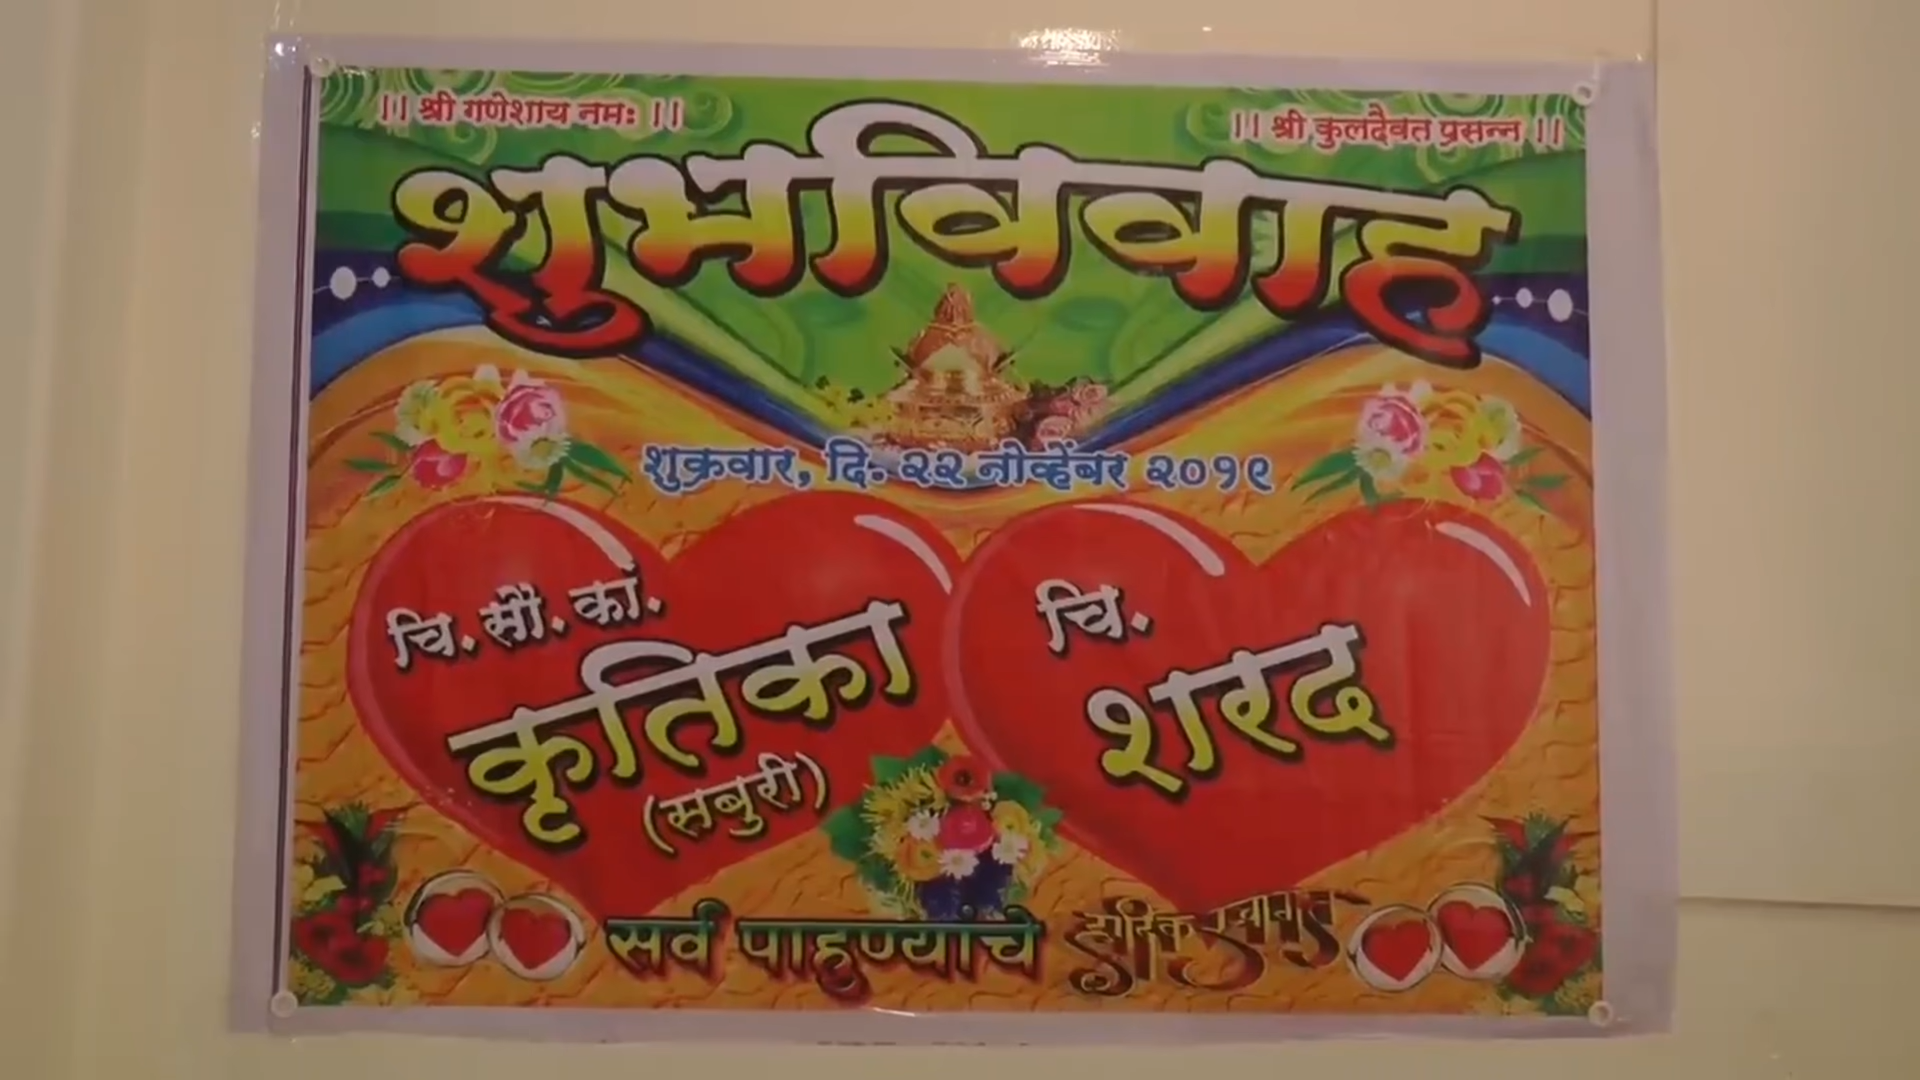 ।। श्री गणेशाय नमः ।।
।। श्री कुलदैवत प्रसन्न ।।
शुभविवाह
शुक्रवार, दि. २२ नोव्हेंबर २०१९
चि. सौ. कां.
कृतिका
(सबुरी)
चि.
शरद
सर्व पाहुण्यांचे हार्दिक स्वागत